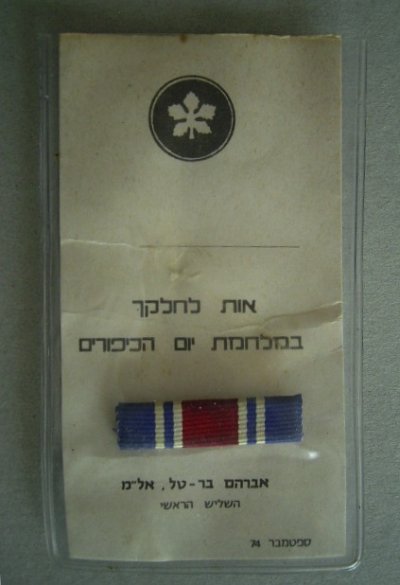 אות לחלקך
במלחמת יום הכיפורים
אברהם בר-טל, אל"מ
השליש הראשי
ספטמבר 74